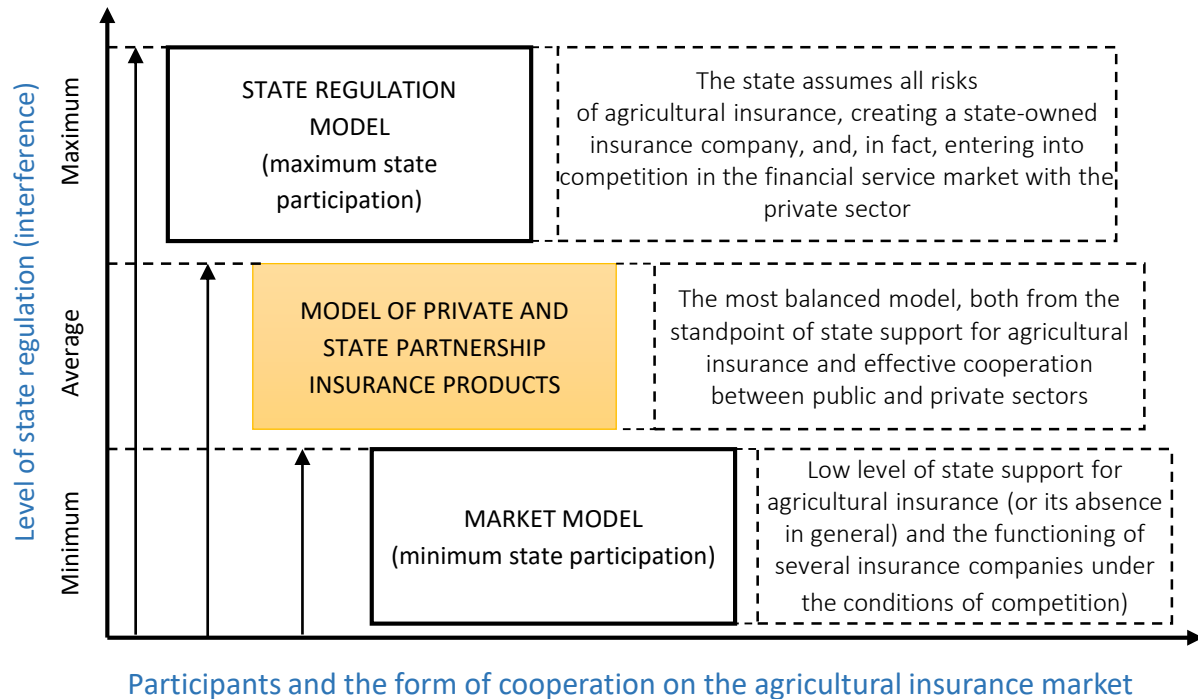 Level of state regulation (interference)
Maximum
Average
Minimum
STATE REGULATION
MODEL
(maximum state
participation)
The state assumes all risks
of agricultural insurance, creating a state-owned
insurance company, and, in fact, entering into
competition in the financial service market with the
private sector
MODEL OF PRIVATE AND
STATE PARTNERSHIP
INSURANCE PRODUCTS
The most balanced model, both from the
standpoint of state support for agricultural
insurance and effective cooperation
between public and private sectors
MARKET MODEL
(minimum state participation)
Low level of state support for
agricultural insurance (or its absence
in general) and the functioning of
several insurance companies under
the conditions of competition)
Participants and the form of cooperation on the agricultural insurance market